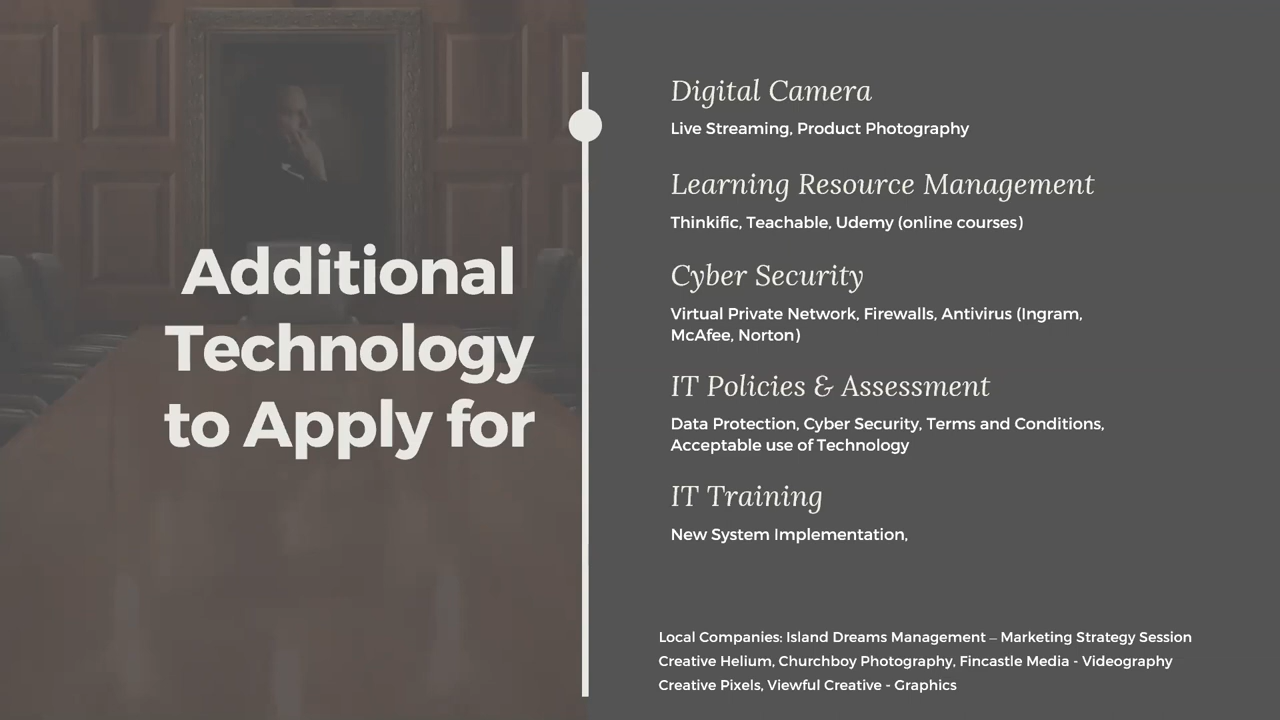 Additional
Technology
to Apply for
Digital Camera
Live Streaming, Product Photography
Learning Resource Management
Thinkific, Teachable, Udemy (online courses)
Cyber Security
Virtual Private Network, Firewalls, Antivirus (Ingram,
McAfee, Norton)
IT Policies & Assessment
Data Protection, Cyber Security, Terms and Conditions,
Acceptable use of Technology
IT Training
New System Implementation,
Local Companies: Island Dreams Management – Marketing Strategy Session
Creative Helium, Churchboy Photography, Fincastle Media - Videography
Creative Pixels, Viewful Creative - Graphics